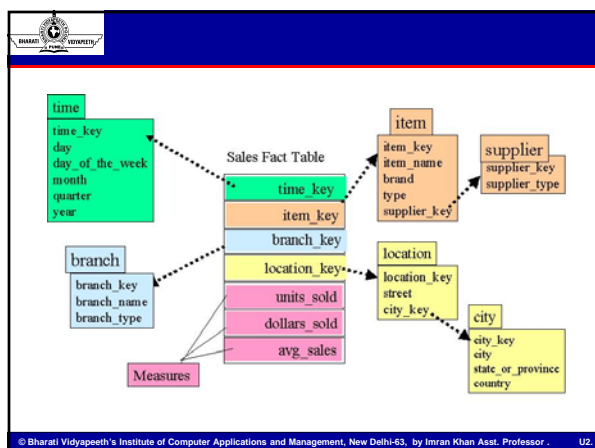 BHARATI VIDYAPEETH
PUNE
time
time_key
day
day_of_the_week
month
quarter
year
Sales Fact Table
time_key
item_key
branch_key
location_key
units_sold
dollars_sold
avg_sales
item
item_key
item_name
brand
type
supplier_key
supplier
supplier_key
supplier_type
branch
branch_key
branch_name
branch_type
location
location_key
street
city_key
city
city_key
city
state_or_province
country
Measures
© Bharati Vidyapeeth's Institute of Computer Applications and Management, New Delhi-63, by Imran Khan Asst. Professor . U2.